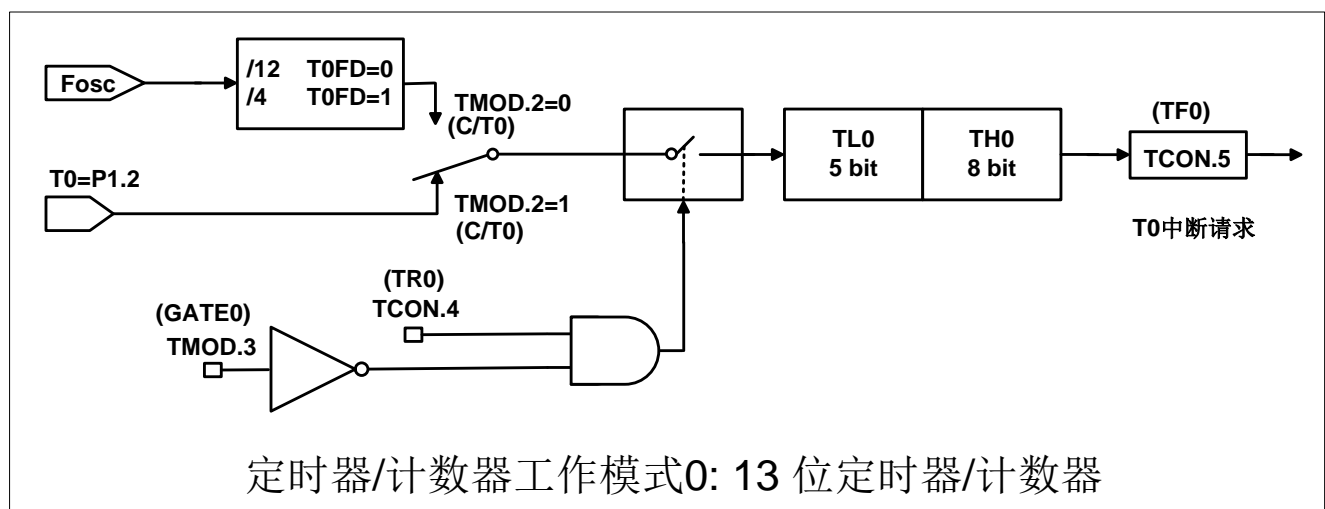 Fosc
/12 T0FD=0
/4 T0FD=1
TMOD.2=0
(C/T0)
T0=P1.2
TMOD.2=1
(C/T0)
TL0
5 bit
TH0
8 bit
(TF0)
TCON.5
T0中断请求
(TR0)
TCON.4
(GATE0)
TMOD.3
定时器/计数器工作模式0: 13 位定时器/计数器